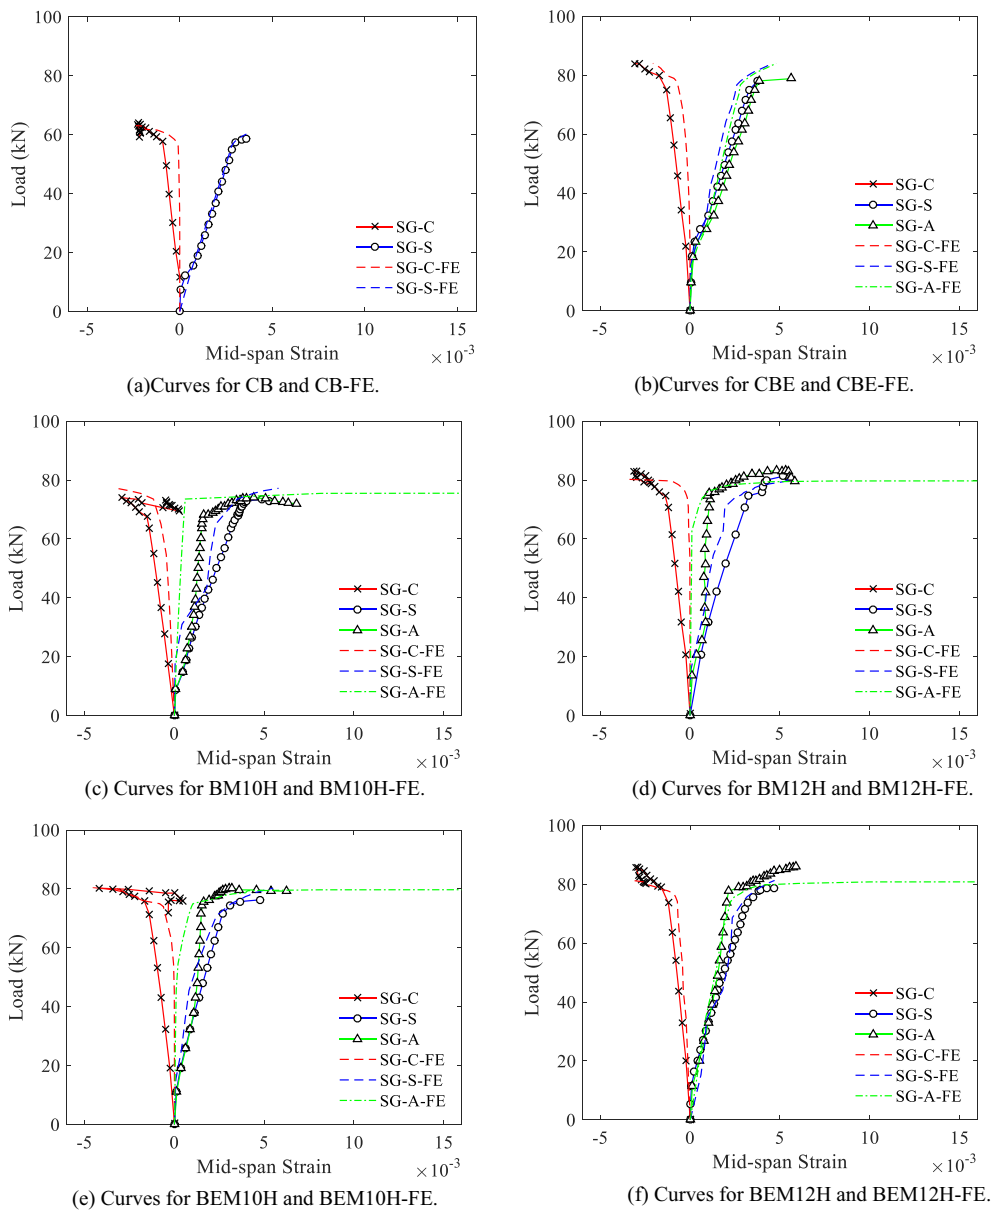 100
80
60
40
20
0
Load (kN)
-5 0 5 10 15
Mid-span Strain
×10⁻³
SG-C
SG-S
SG-C-FE
SG-S-FE
(a)Curves for CB and CB-FE.
100
80
60
40
20
0
Load (kN)
-5 0 5 10 15
Mid-span Strain
×10⁻³
SG-C
SG-S
SG-A
SG-C-FE
SG-S-FE
SG-A-FE
(b)Curves for CBE and CBE-FE.
100
80
60
40
20
0
Load (kN)
-5 0 5 10 15
Mid-span Strain
×10⁻³
SG-C
SG-S
SG-A
SG-C-FE
SG-S-FE
SG-A-FE
(c) Curves for BM10H and BM10H-FE.
100
80
60
40
20
0
Load (kN)
-5 0 5 10 15
Mid-span Strain
×10⁻³
SG-C
SG-S
SG-A
SG-C-FE
SG-S-FE
SG-A-FE
(d) Curves for BM12H and BM12H-FE.
100
80
60
40
20
0
Load (kN)
-5 0 5 10 15
Mid-span Strain
×10⁻³
SG-C
SG-S
SG-A
SG-C-FE
SG-S-FE
SG-A-FE
(e) Curves for BEM10H and BEM10H-FE.
100
80
60
40
20
0
Load (kN)
-5 0 5 10 15
Mid-span Strain
×10⁻³
SG-C
SG-S
SG-A
SG-C-FE
SG-S-FE
SG-A-FE
(f) Curves for BEM12H and BEM12H-FE.